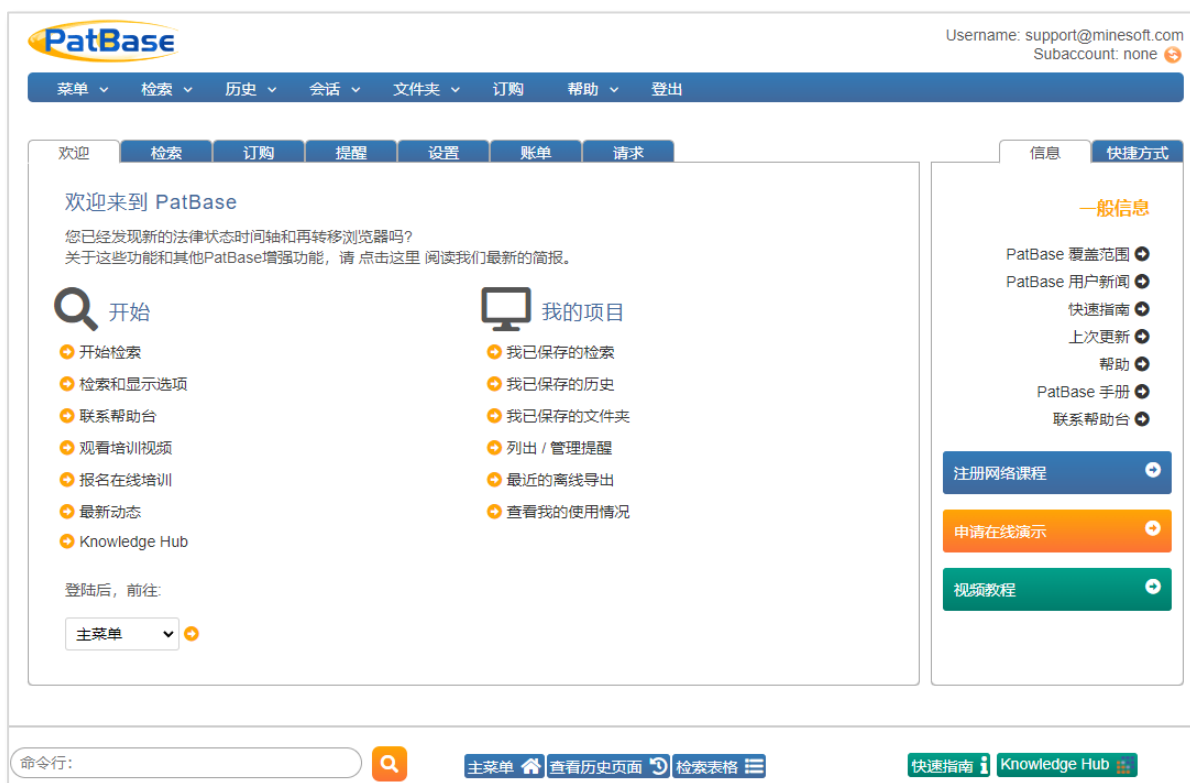 PatBase
Username: support@minesoft.com
Subaccount: none
菜单 检索 历史 会话 文件夹 订购 帮助 登出
欢迎 检索 订购 提醒 设置 账单 请求
欢迎来到 PatBase
您已经发现新的法律状态时间轴和再转移浏览器吗?
关于这些功能和其他PatBase增强功能，请 点击这里 阅读我们最新的简报。
开始
开始检索
检索和显示选项
联系帮助台
观看培训视频
报名在线培训
最新动态
Knowledge Hub
我的项目
我已保存的检索
我已保存的历史
我已保存的文件夹
列出 / 管理提醒
最近的离线导出
查看我的使用情况
登陆后，前往:
主菜单
信息 快捷方式
一般信息
PatBase 覆盖范围
PatBase 用户新闻
快速指南
上次更新
帮助
PatBase 手册
联系帮助台
注册网络课程
申请在线演示
视频教程
命令行：
主菜单 查看历史页面 检索表格
快速指南 Knowledge Hub